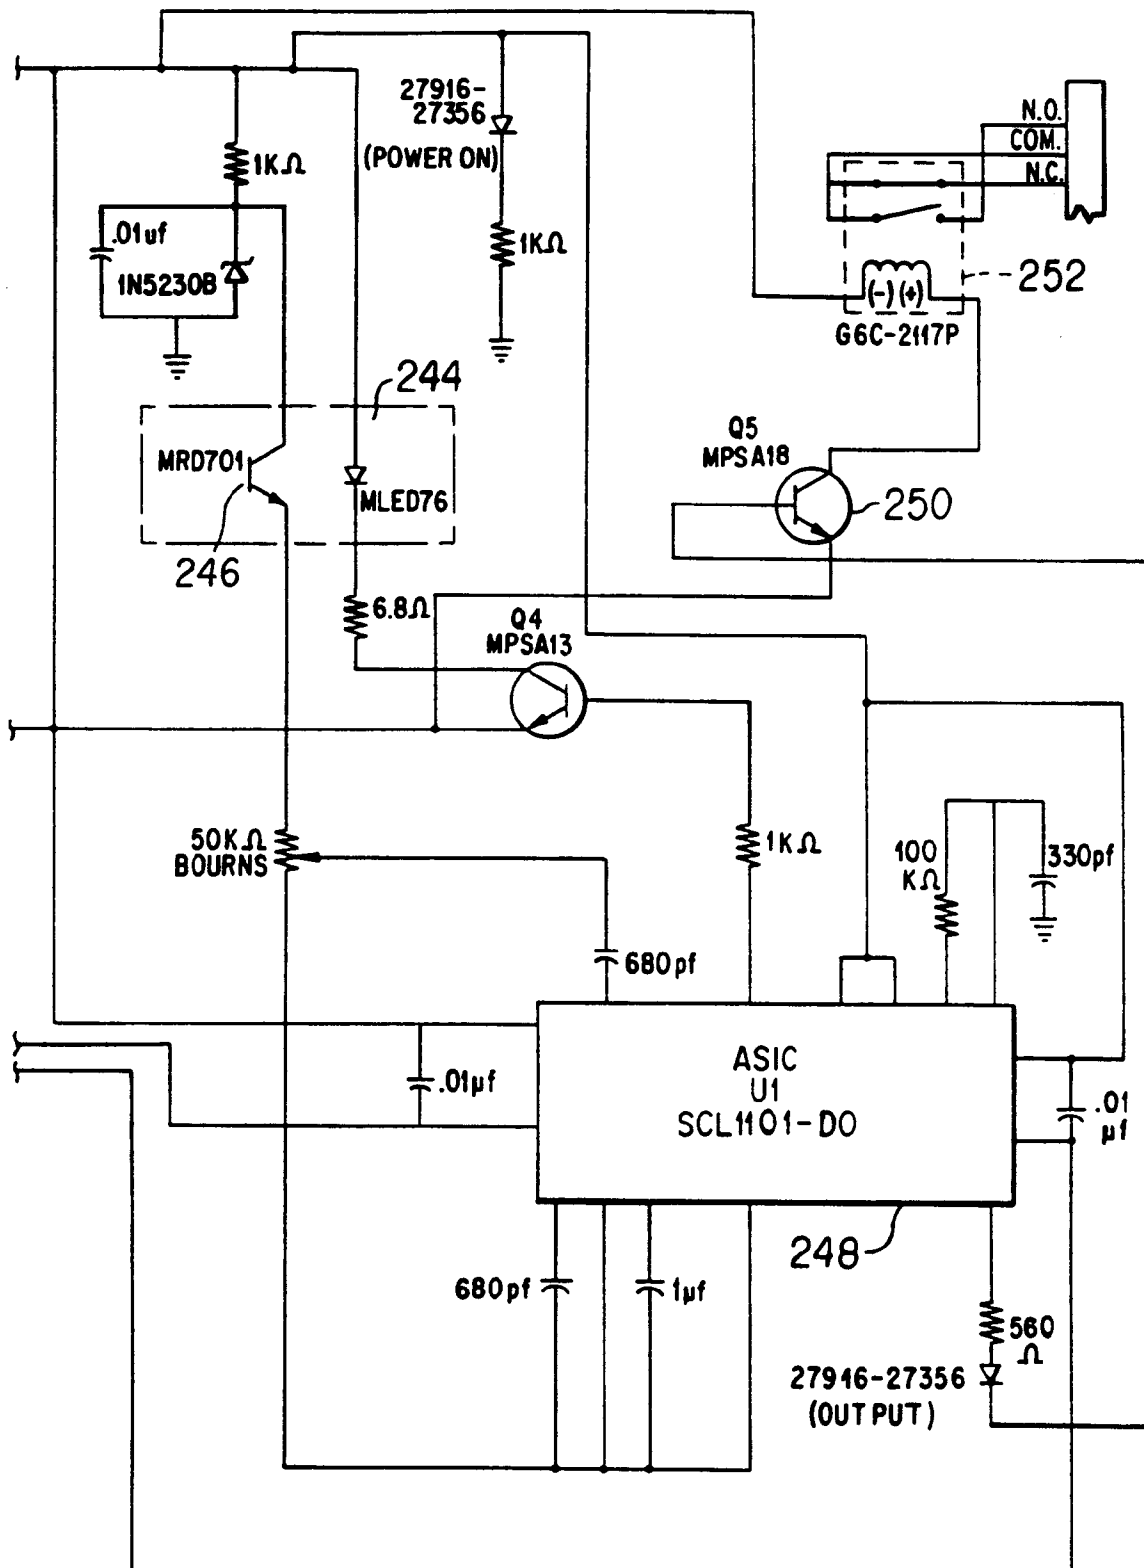 27916-
27356
(POWER ON)
N.O.
COM.
N.C.
1KΩ
.01uf
1N5230B
1KΩ
252
(-) (+)
G6C-2117P
244
Q5
MPSA18
MRD701
MLED76
250
246
6.8Ω
Q4
MPSA13
50KΩ
BOURNS
1KΩ
100
KΩ
330pf
680pf
.01µf
ASIC
U1
SCL1101-D0
.01
µf
248
680pf
1µf
560
Ω
27916-27356
(OUTPUT)